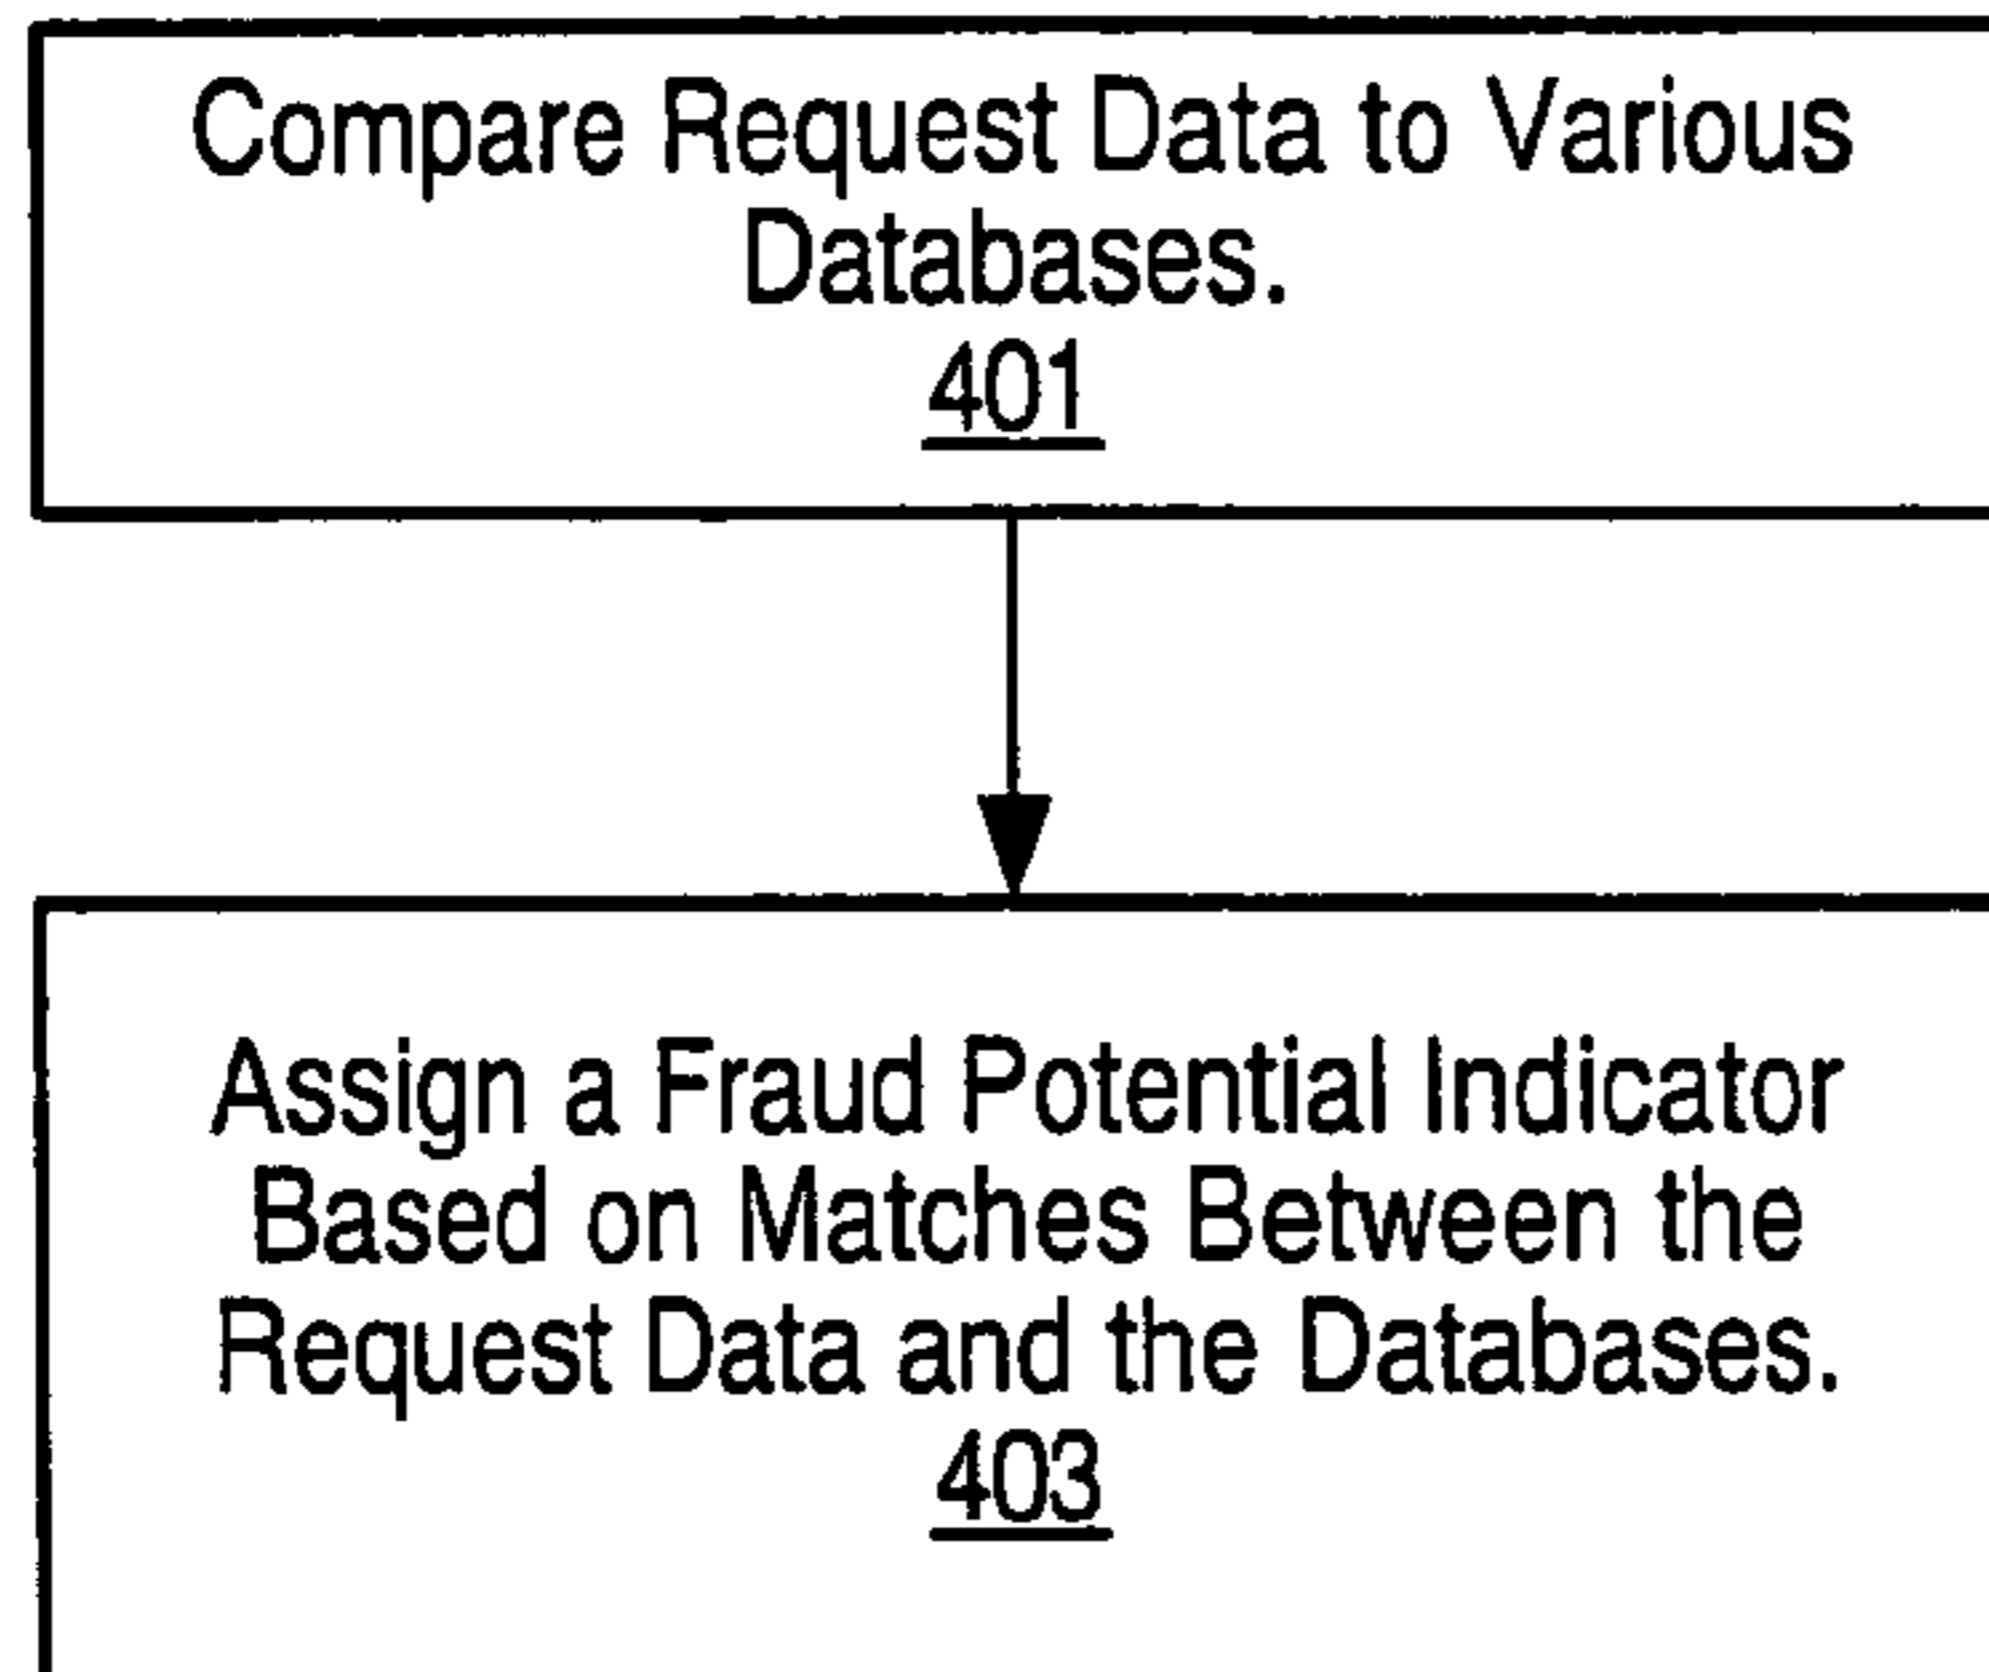 Compare Request Data to Various
Databases.
401
Assign a Fraud Potential Indicator
Based on Matches Between the
Request Data and the Databases.
403